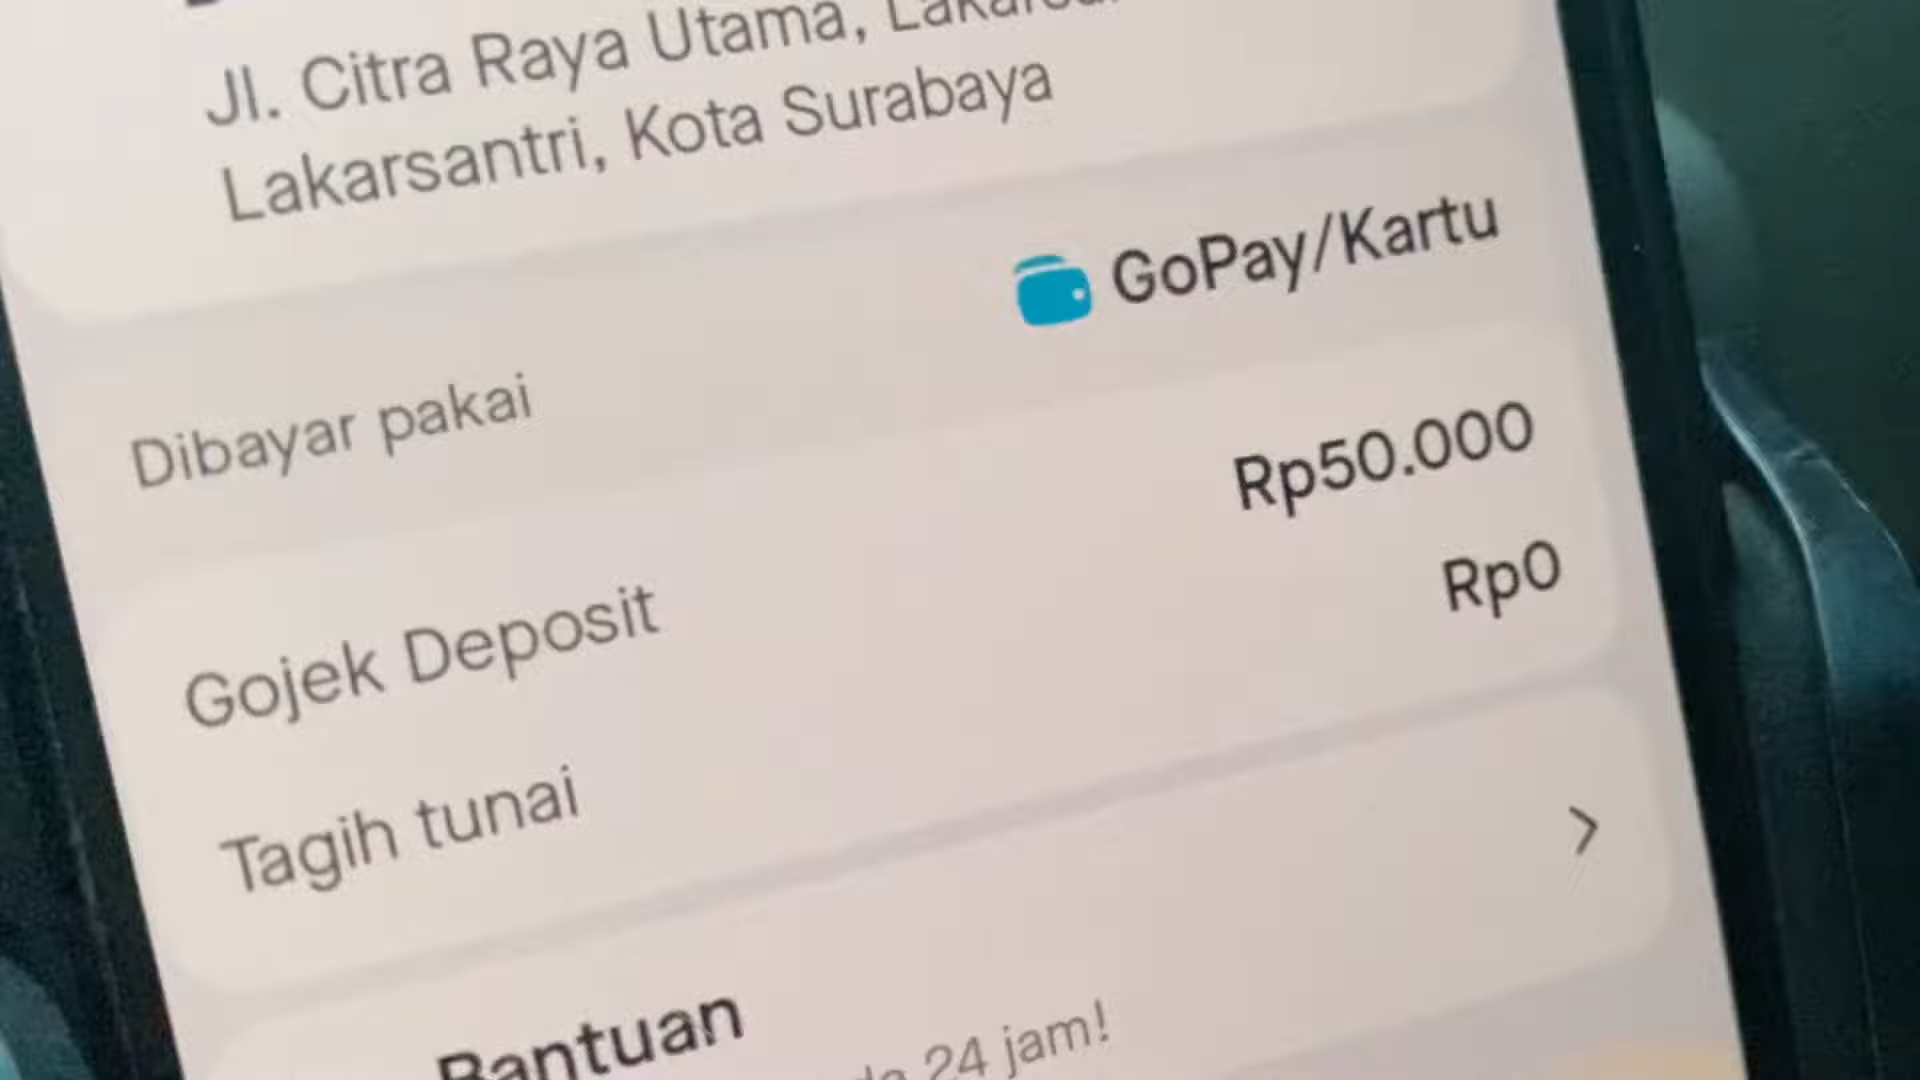 Jl. Citra Raya Utama,
Lakarsantri, Kota Surabaya
Dibayar pakai GoPay/Kartu
Gojek Deposit Rp50.000
Tagih tunai Rp0
Bantuan
24 jam!